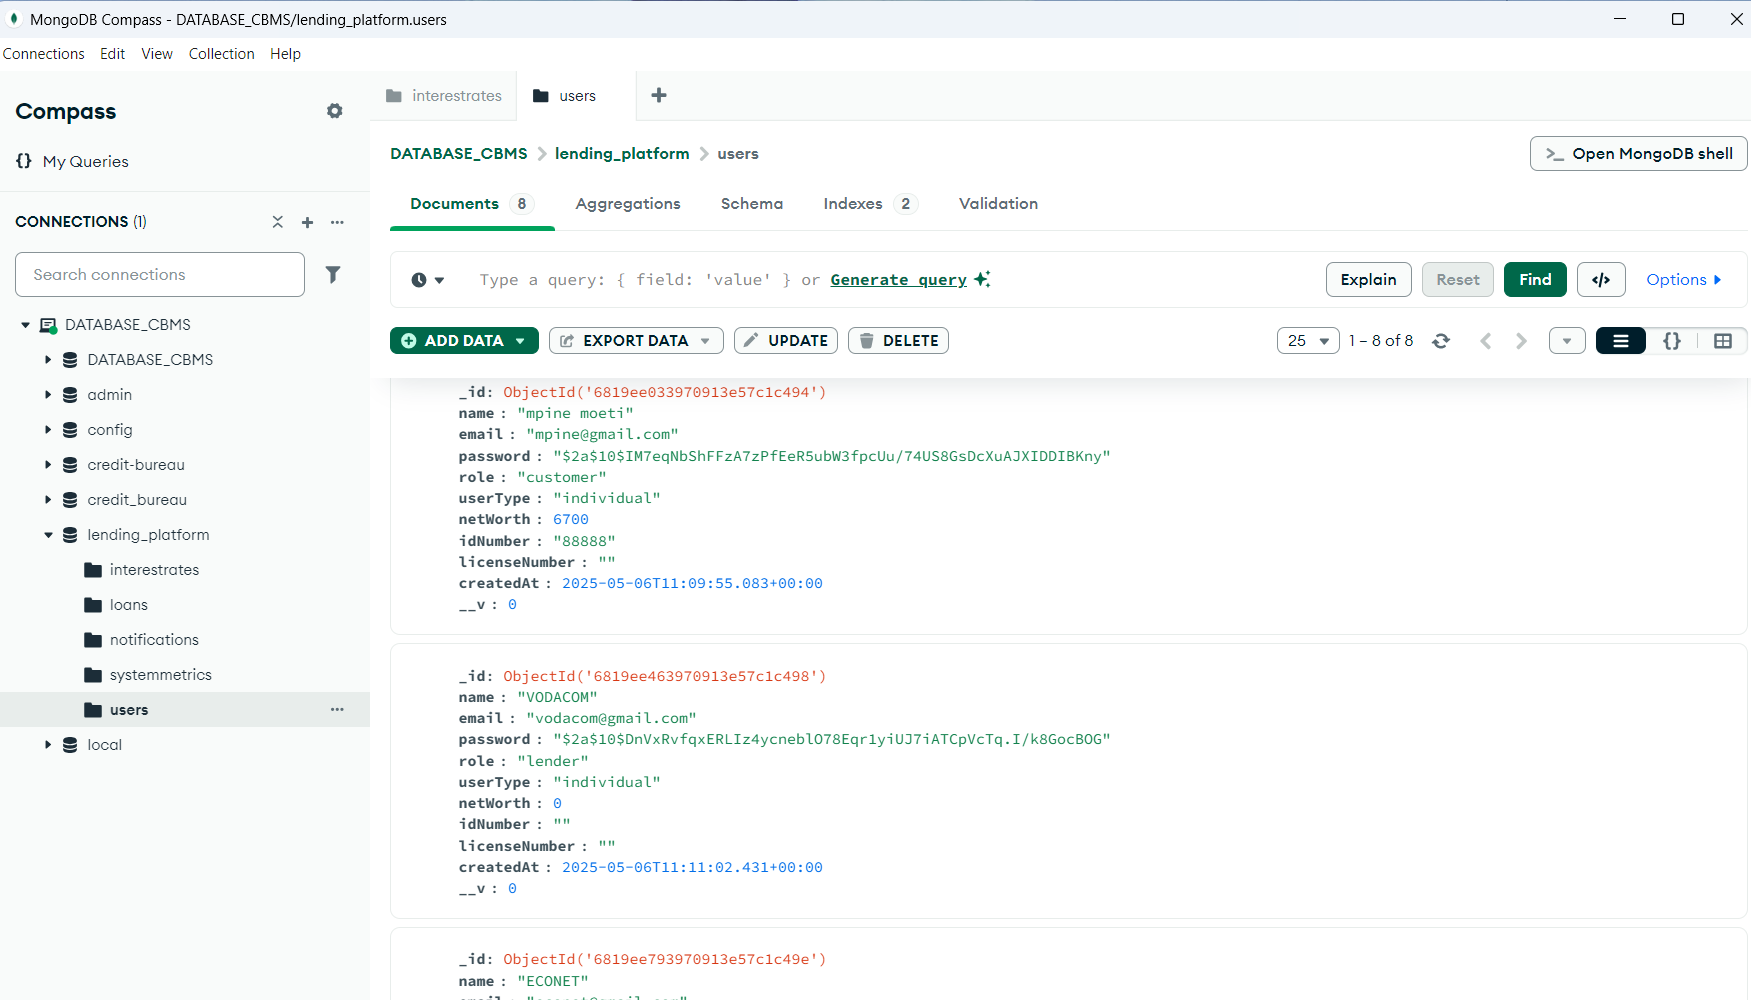 MongoDB Compass - DATABASE_CBMS/lending_platform.users
Connections Edit View Collection Help
Compass
My Queries
CONNECTIONS (1)
Search connections
DATABASE_CBMS
DATABASE_CBMS
admin
config
credit-bureau
credit_bureau
lending_platform
interestrates
loans
notifications
systemmetrics
users
local
interestrates users
DATABASE_CBMS > lending_platform > users
>_ Open MongoDB shell
Documents 8 Aggregations Schema Indexes 2 Validation
Type a query: { field: 'value' } or Generate query
Explain Reset Find </> Options
ADD DATA EXPORT DATA UPDATE DELETE
25 1 – 8 of 8 {}
_id: ObjectId('6819ee033970913e57c1c494')
name : "mpine moeti"
email : "mpine@gmail.com"
password : "$2a$10$IM7eqNbShFFzA7zPfEeR5ubW3fpcUu/74US8GsDcXuAJXIDDIBKny"
role : "customer"
userType : "individual"
netWorth : 6700
idNumber : "88888"
licenseNumber : ""
createdAt : 2025-05-06T11:09:55.083+00:00
__v : 0
_id: ObjectId('6819ee463970913e57c1c498')
name : "VODACOM"
email : "vodacom@gmail.com"
password : "$2a$10$DnVxRvfqxERLIz4ycneblO78Eqr1yiUJ7iATCpVcTq.I/k8GocBOG"
role : "lender"
userType : "individual"
netWorth : 0
idNumber : ""
licenseNumber : ""
createdAt : 2025-05-06T11:11:02.431+00:00
__v : 0
_id: ObjectId('6819ee793970913e57c1c49e')
name : "ECONET"